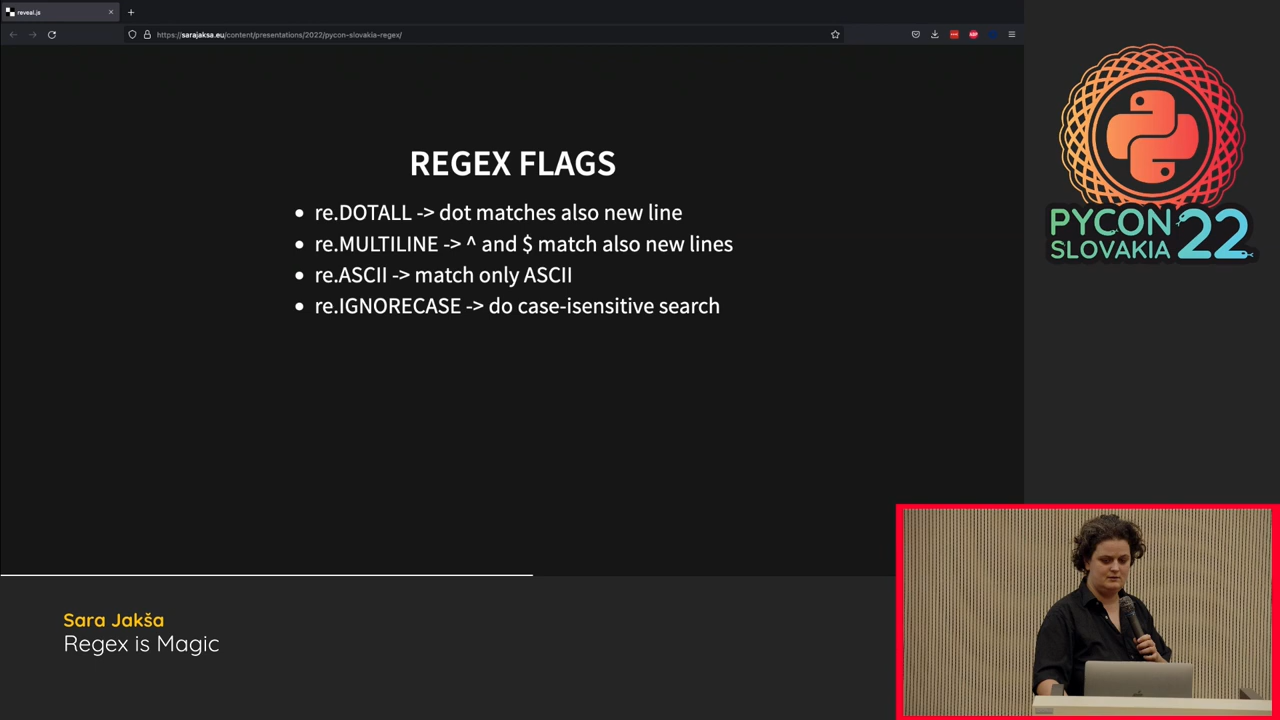 reveal.js
https://sarajaksa.eu/content/presentations/2022/pycon-slovakia-regex/
REGEX FLAGS
re.DOTALL -> dot matches also new line
re.MULTILINE -> ^ and $ match also new lines
re.ASCII -> match only ASCII
re.IGNORECASE -> do case-isensitive search
PYCON
SLOVAKIA
22
Sara Jakša
Regex is Magic